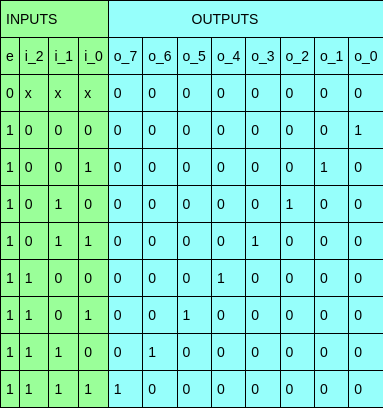 INPUTS OUTPUTS
e i_2 i_1 i_0 o_7 o_6 o_5 o_4 o_3 o_2 o_1 o_0
0 x x x 0 0 0 0 0 0 0 0
1 0 0 0 0 0 0 0 0 0 0 1
1 0 0 1 0 0 0 0 0 0 1 0
1 0 1 0 0 0 0 0 0 1 0 0
1 0 1 1 0 0 0 0 1 0 0 0
1 1 0 0 0 0 0 1 0 0 0 0
1 1 0 1 0 0 1 0 0 0 0 0
1 1 1 0 0 1 0 0 0 0 0 0
1 1 1 1 1 0 0 0 0 0 0 0